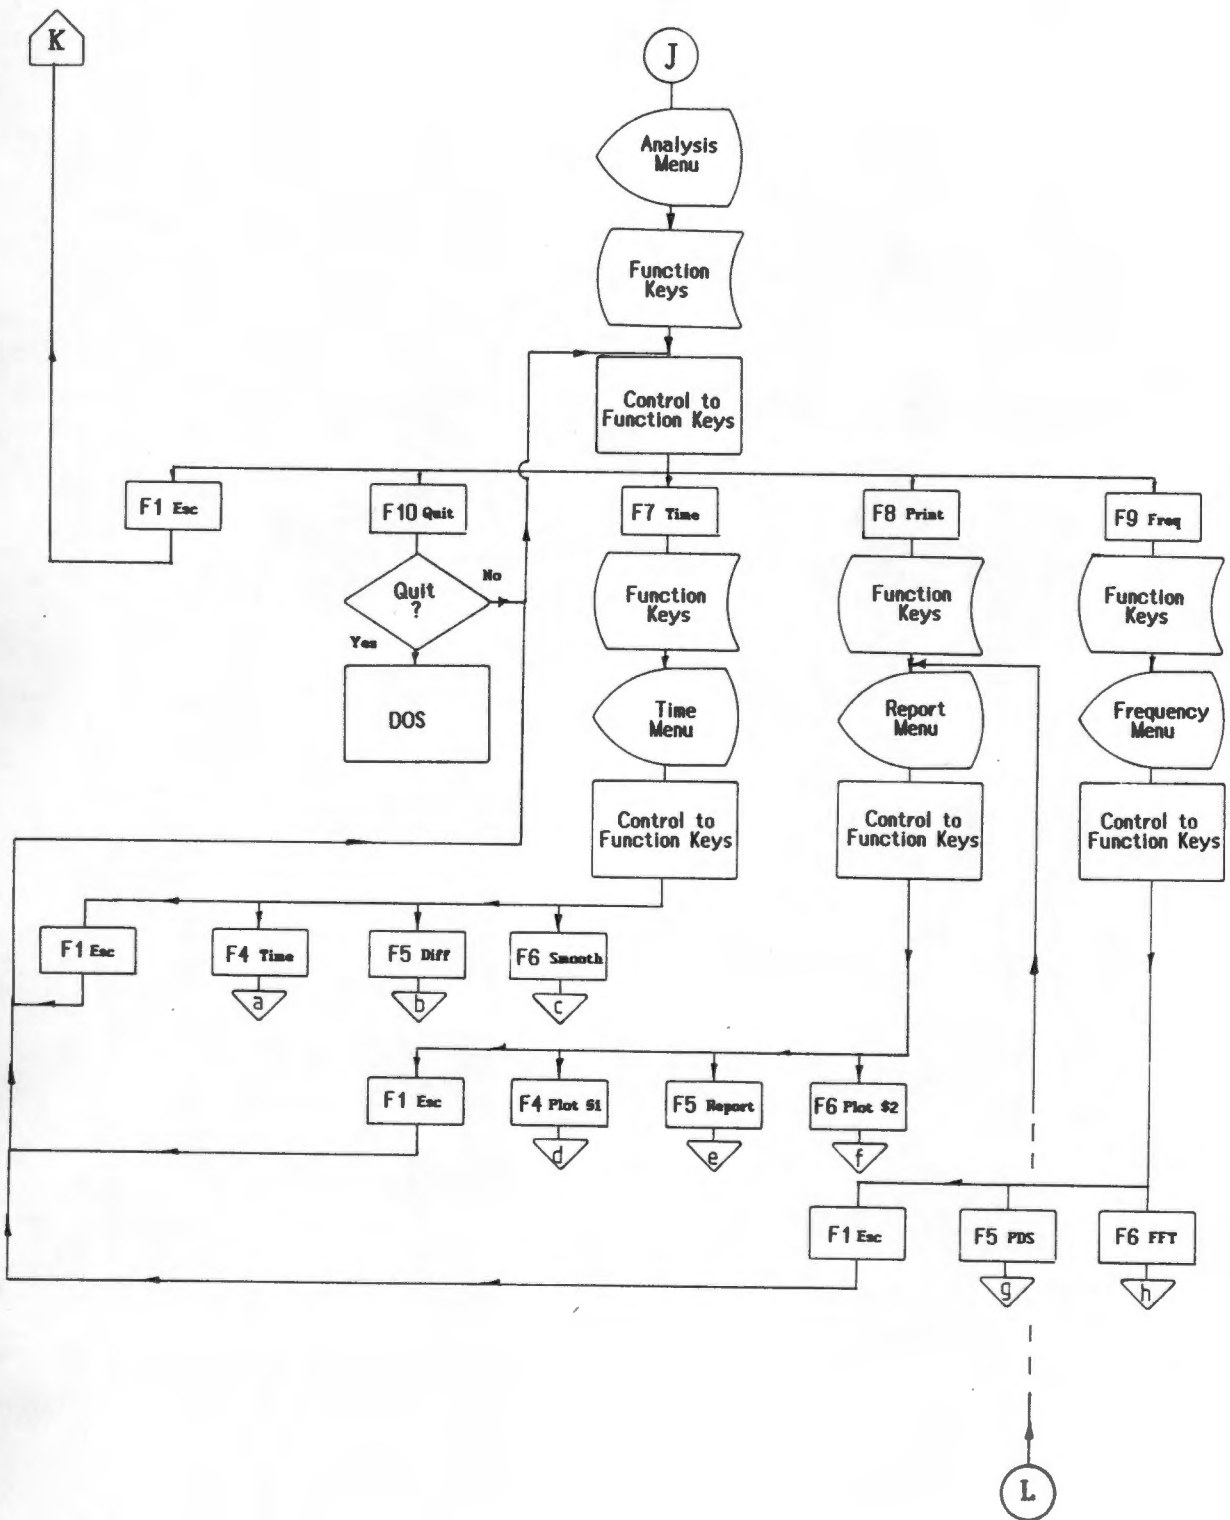 K
J
Analysis
Menu
Function
Keys
Control to
Function Keys
F1 Esc
F10 Quit
F7 Time
F8 Print
F9 Freq
Quit
?
No
Yes
DOS
Function
Keys
Function
Keys
Function
Keys
Time
Menu
Report
Menu
Frequency
Menu
Control to
Function Keys
Control to
Function Keys
Control to
Function Keys
F1 Esc
F4 Time
F5 Diff
F6 Smooth
a
b
c
F1 Esc
F4 Plot $1
F5 Report
F6 Plot $2
d
e
f
F1 Esc
F5 PDS
F6 FFT
g
h
L